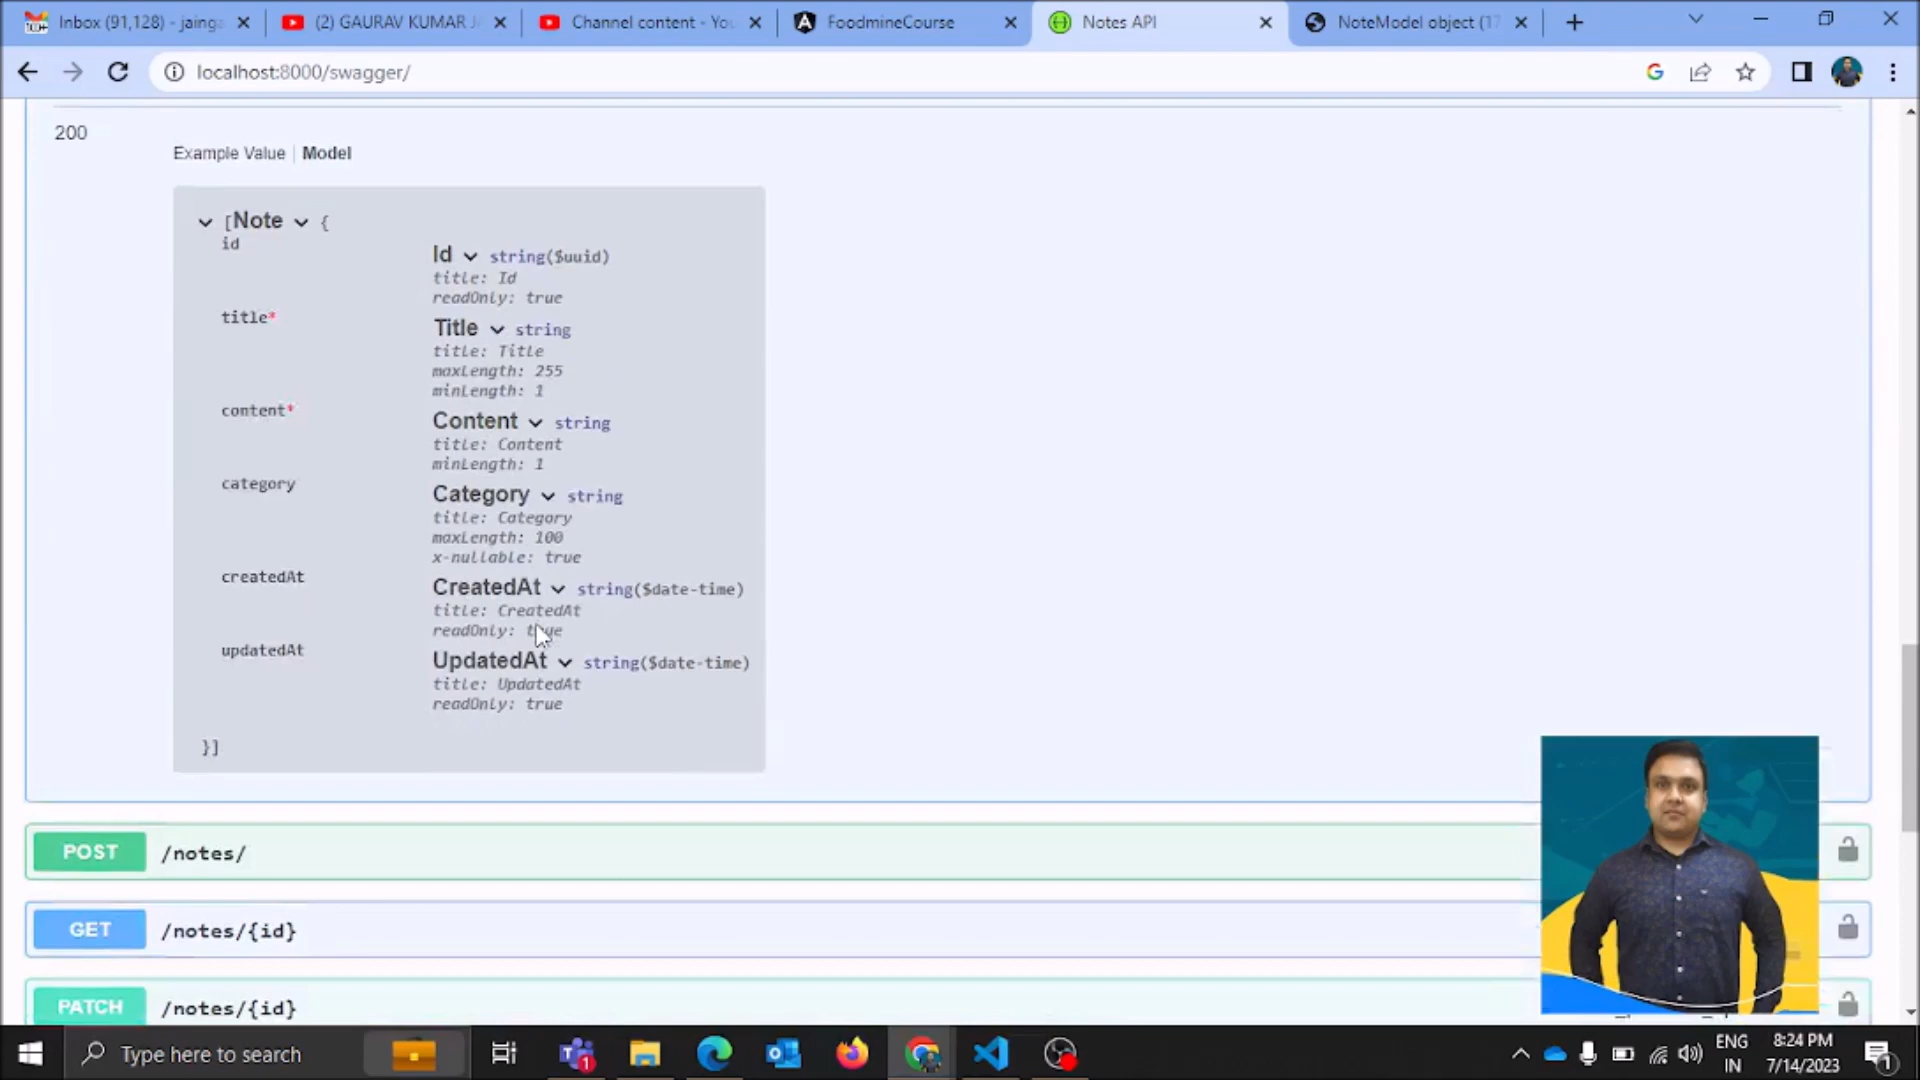 Inbox (91,128) - jainga
(2) GAURAV KUMAR J
Channel content - You
FoodmineCourse
Notes API
NoteModel object (17
localhost:8000/swagger/
200
Example Value | Model
[Note {
id
Id string($uuid)
title: Id
readOnly: true
title*
Title string
title: Title
maxLength: 255
minLength: 1
content*
Content string
title: Content
minLength: 1
category
Category string
title: Category
maxLength: 100
x-nullable: true
createdAt
CreatedAt string($date-time)
title: CreatedAt
readOnly: true
updatedAt
UpdatedAt string($date-time)
title: UpdatedAt
readOnly: true
}]
POST /notes/
GET /notes/{id}
PATCH /notes/{id}
Type here to search
1
ENG
IN
8:24 PM
7/14/2023
1